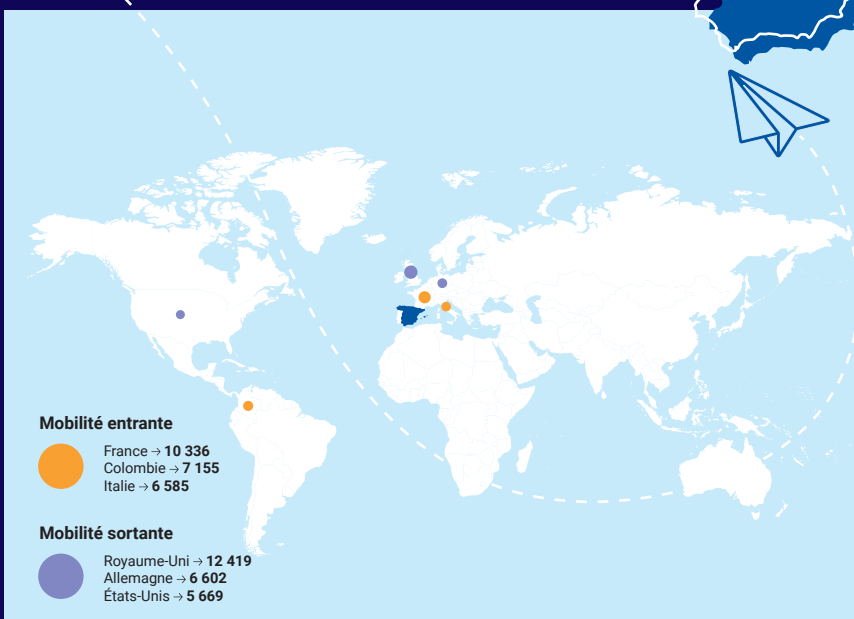 Mobilité entrante
France → 10 336
Colombie → 7 155
Italie → 6 585
Mobilité sortante
Royaume-Uni → 12 419
Allemagne → 6 602
États-Unis → 5 669